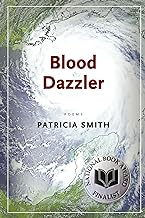 Blood
Dazzler
POEMS
PATRICIA SMITH
NATIONAL BOOK AWARD
FINALIST